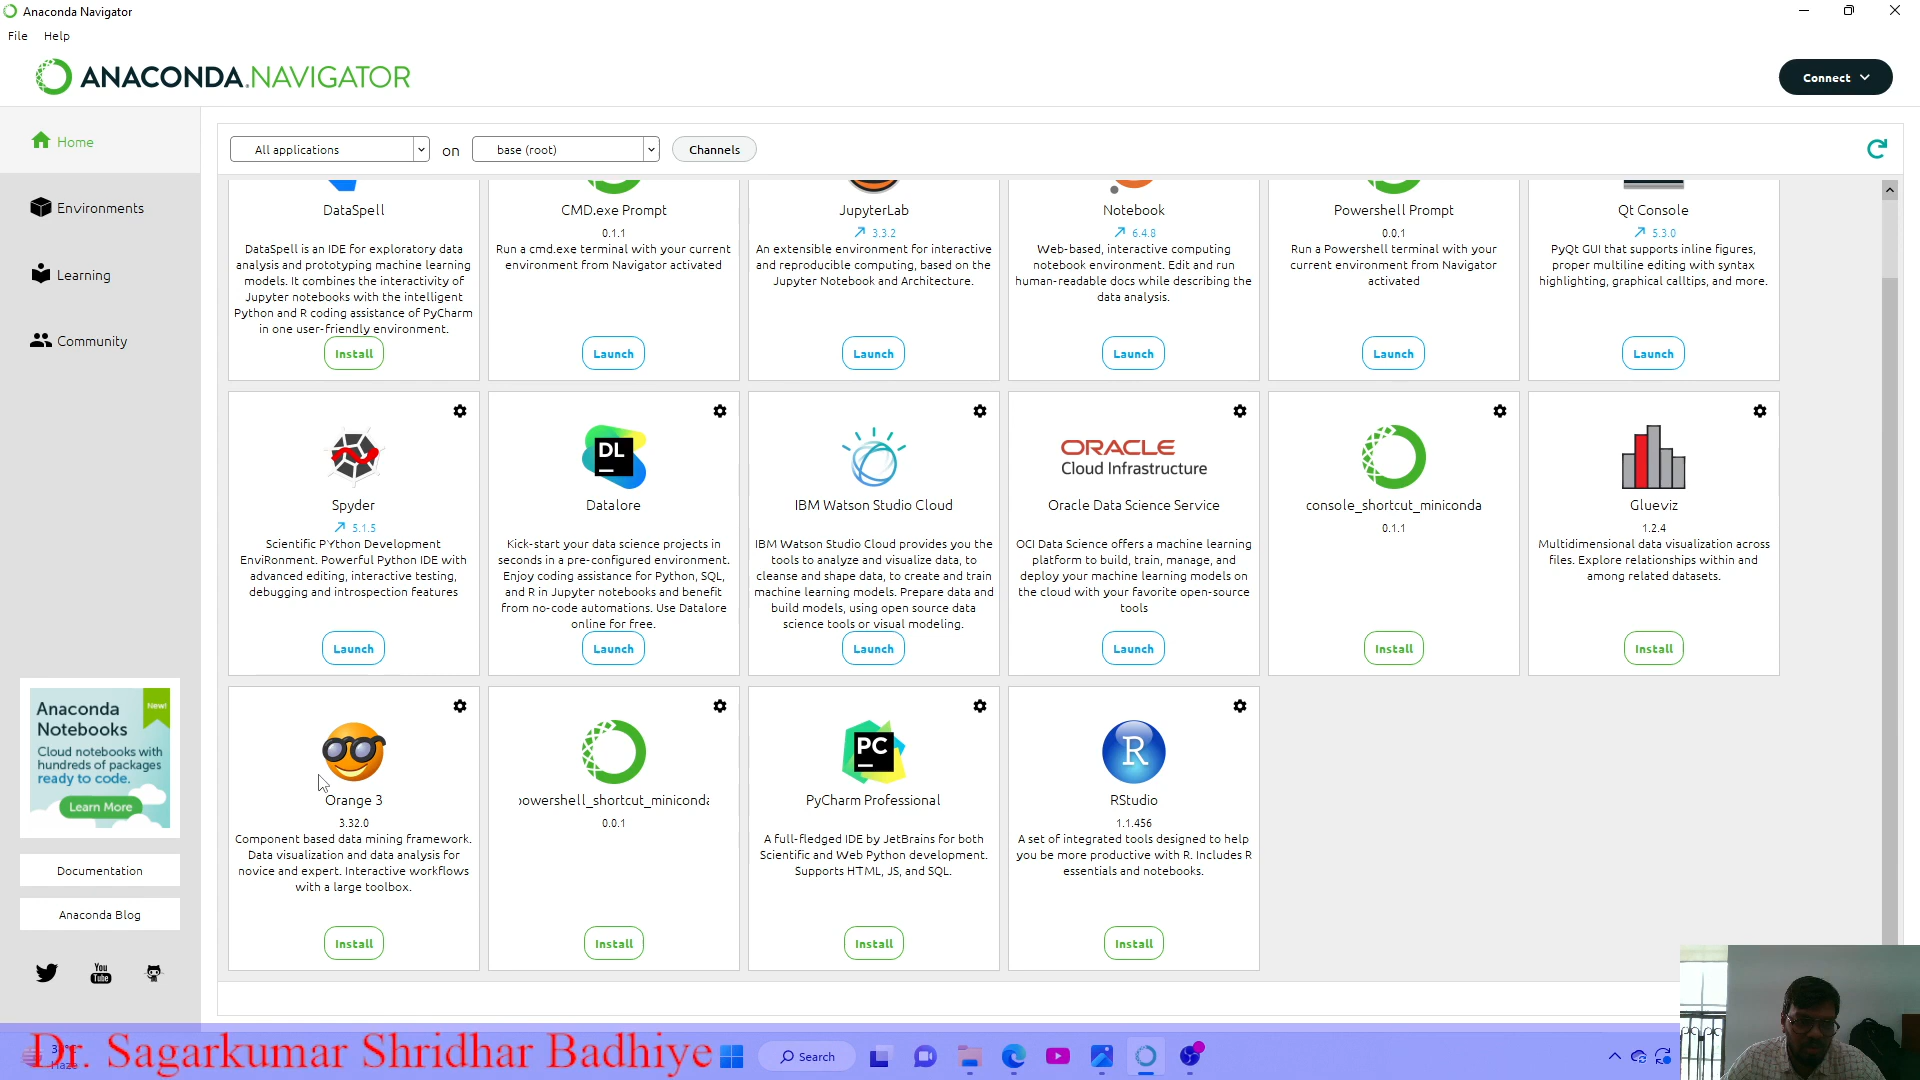 Anaconda Navigator
File Help
ANACONDA.NAVIGATOR
Connect
Home
Environments
Learning
Community
All applications on base (root) Channels
DataSpell
DataSpell is an IDE for exploratory data
analysis and prototyping machine learning
models. It combines the interactivity of
Jupyter notebooks with the intelligent
Python and R coding assistance of PyCharm
in one user-friendly environment.
Install
CMD.exe Prompt
0.1.1
Run a cmd.exe terminal with your current
environment from Navigator activated
Launch
JupyterLab
3.3.2
An extensible environment for interactive
and reproducible computing, based on the
Jupyter Notebook and Architecture.
Launch
Notebook
6.4.8
Web-based, interactive computing
notebook environment. Edit and run
human-readable docs while describing the
data analysis.
Launch
Powershell Prompt
0.0.1
Run a Powershell terminal with your
current environment from Navigator
activated
Launch
Qt Console
5.3.0
PyQt GUI that supports inline figures,
proper multiline editing with syntax
highlighting, graphical calltips, and more.
Launch
Spyder
5.1.5
Scientific PYthon Development
EnviRonment. Powerful Python IDE with
advanced editing, interactive testing,
debugging and introspection features
Launch
DL
Datalore
Kick-start your data science projects in
seconds in a pre-configured environment.
Enjoy coding assistance for Python, SQL,
and R in Jupyter notebooks and benefit
from no-code automations. Use Datalore
online for free.
Launch
IBM Watson Studio Cloud
IBM Watson Studio Cloud provides you the
tools to analyze and visualize data, to
cleanse and shape data, to create and train
machine learning models. Prepare data and
build models, using open source data
science tools or visual modeling.
Launch
ORACLE
Cloud Infrastructure
Oracle Data Science Service
OCI Data Science offers a machine learning
platform to build, train, manage, and
deploy your machine learning models on
the cloud with your favorite open-source
tools
Launch
console_shortcut_miniconda
0.1.1
Install
Glueviz
1.2.4
Multidimensional data visualization across
files. Explore relationships within and
among related datasets.
Install
Orange 3
3.32.0
Component based data mining framework.
Data visualization and data analysis for
novice and expert. Interactive workflows
with a large toolbox.
Install
powershell_shortcut_miniconda
0.0.1
Install
PC
PyCharm Professional
A full-fledged IDE by JetBrains for both
Scientific and Web Python development.
Supports HTML, JS, and SQL.
Install
R
RStudio
1.1.456
A set of integrated tools designed to help
you be more productive with R. Includes R
essentials and notebooks.
Install
Anaconda
Notebooks
New!
Cloud notebooks with
hundreds of packages
ready to code.
Learn More
Documentation
Anaconda Blog
You
Tube
Dr. Sagarkumar Shridhar Badhiye
Haze
Search